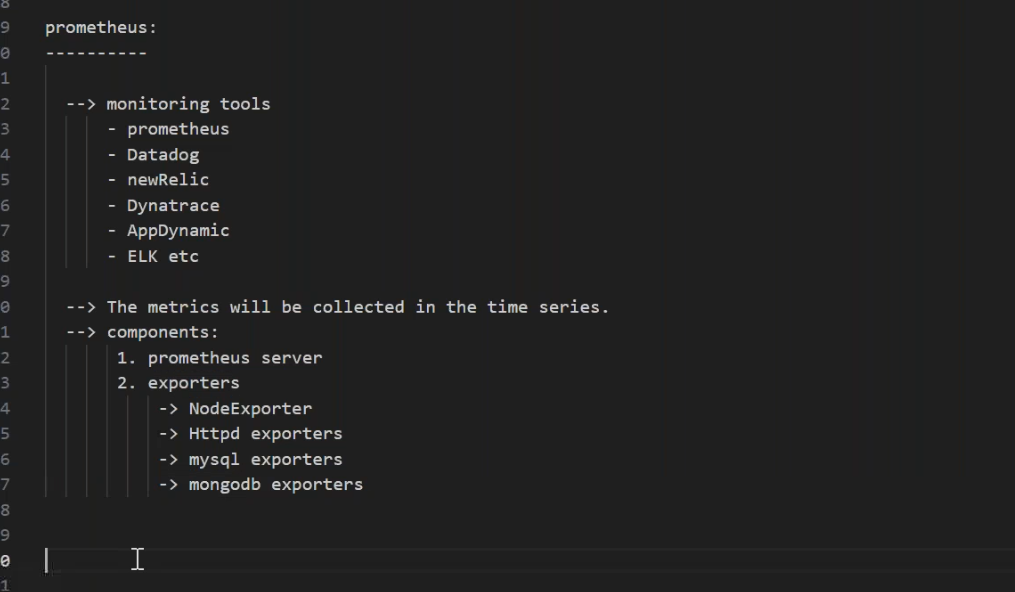 8
9 prometheus:
0 ----------
1
2 --> monitoring tools
3 - prometheus
4 - Datadog
5 - newRelic
6 - Dynatrace
7 - AppDynamic
8 - ELK etc
9
0 --> The metrics will be collected in the time series.
1 --> components:
2 1. prometheus server
3 2. exporters
4 -> NodeExporter
5 -> Httpd exporters
6 -> mysql exporters
7 -> mongodb exporters
8
9
0
1